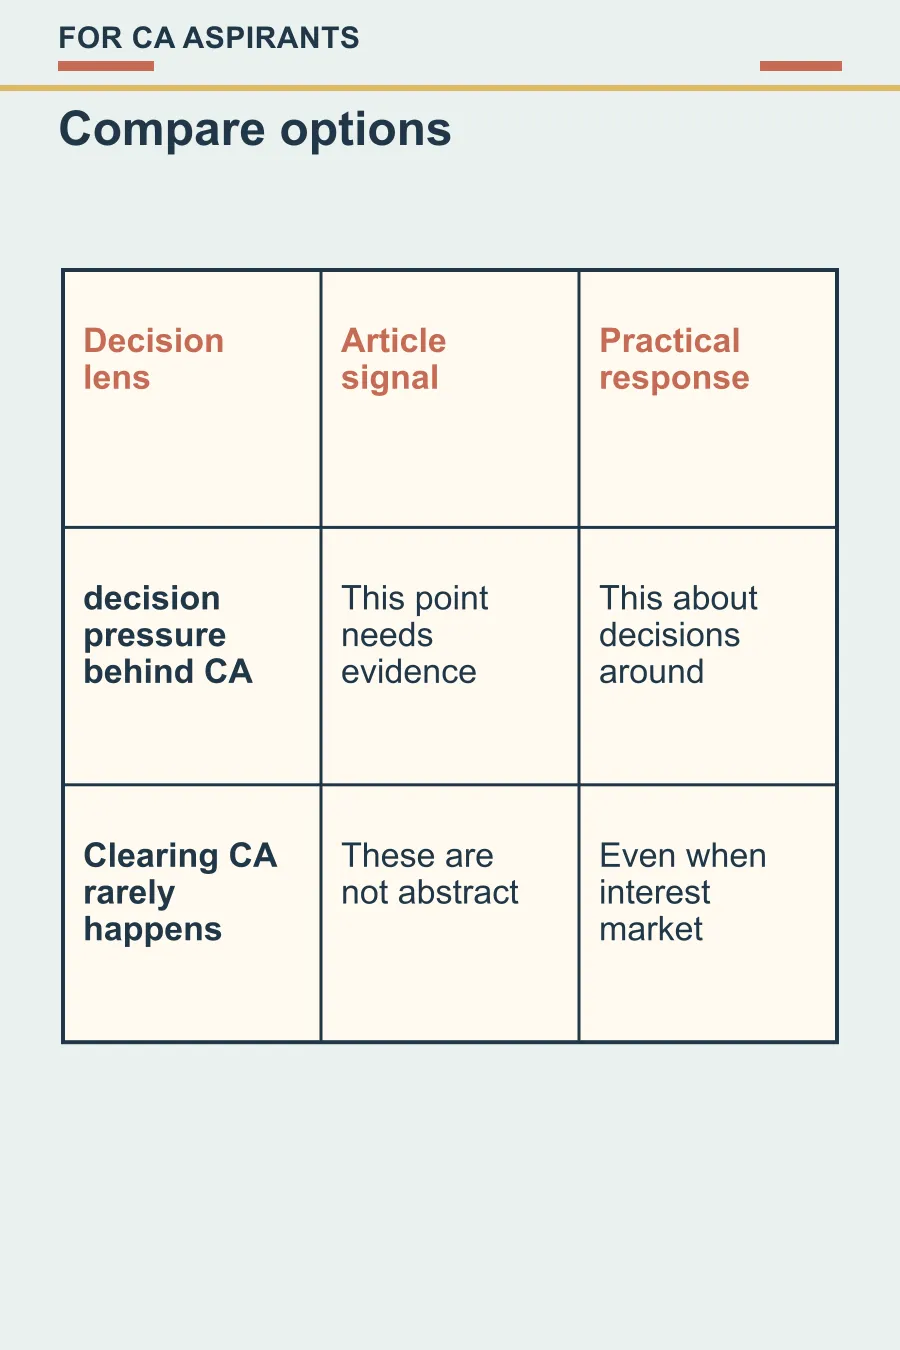 FOR CA ASPIRANTS
Compare options
Decision
lens
Article
signal
Practical
response
decision
pressure
behind CA
This point
needs
evidence
This about
decisions
around
Clearing CA
rarely
happens
These are
not abstract
Even when
interest
market